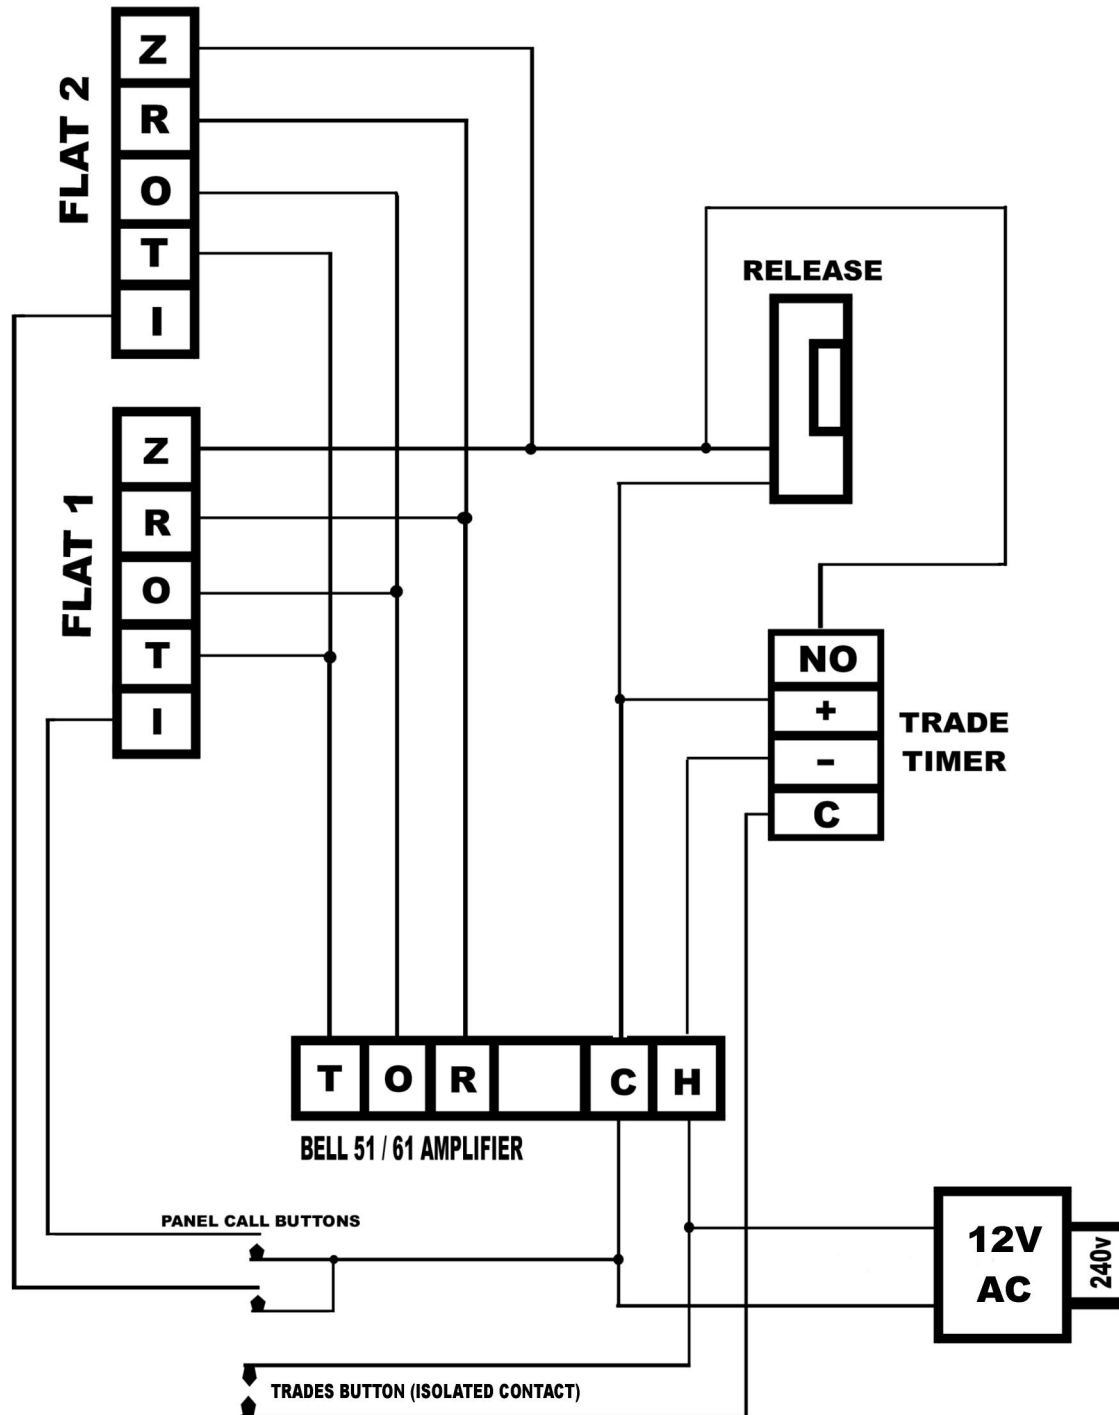 FLAT 2
Z
R
O
T
I
RELEASE
FLAT 1
Z
R
O
T
I
NO
+
-
C
TRADE
TIMER
T O R C H
BELL 51 / 61 AMPLIFIER
PANEL CALL BUTTONS
12V
AC
240v
TRADES BUTTON (ISOLATED CONTACT)